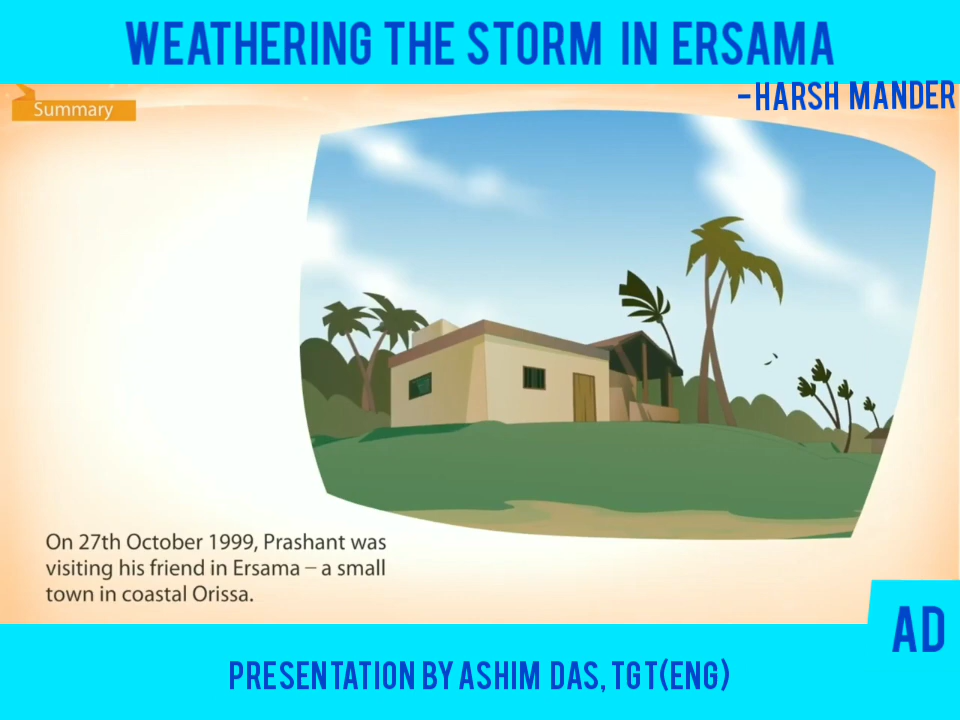 WEATHERING THE STORM IN ERSAMA
- HARSH MANDER
Summary
On 27th October 1999, Prashant was
visiting his friend in Ersama – a small
town in coastal Orissa.
AD
PRESENTATION BY ASHIM DAS, TGT(ENG)